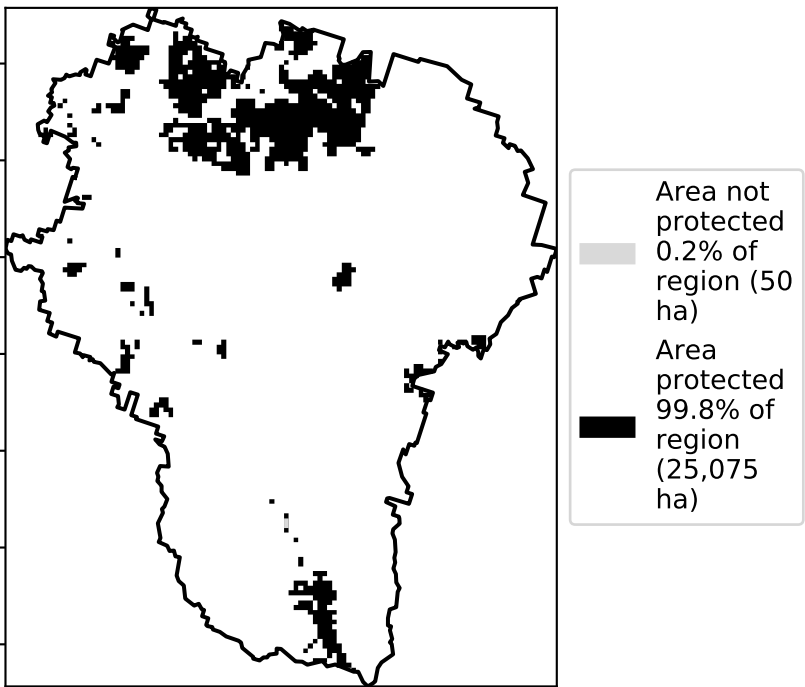 Area not
protected
0.2% of
region (50
ha)
Area
protected
99.8% of
region
(25,075
ha)